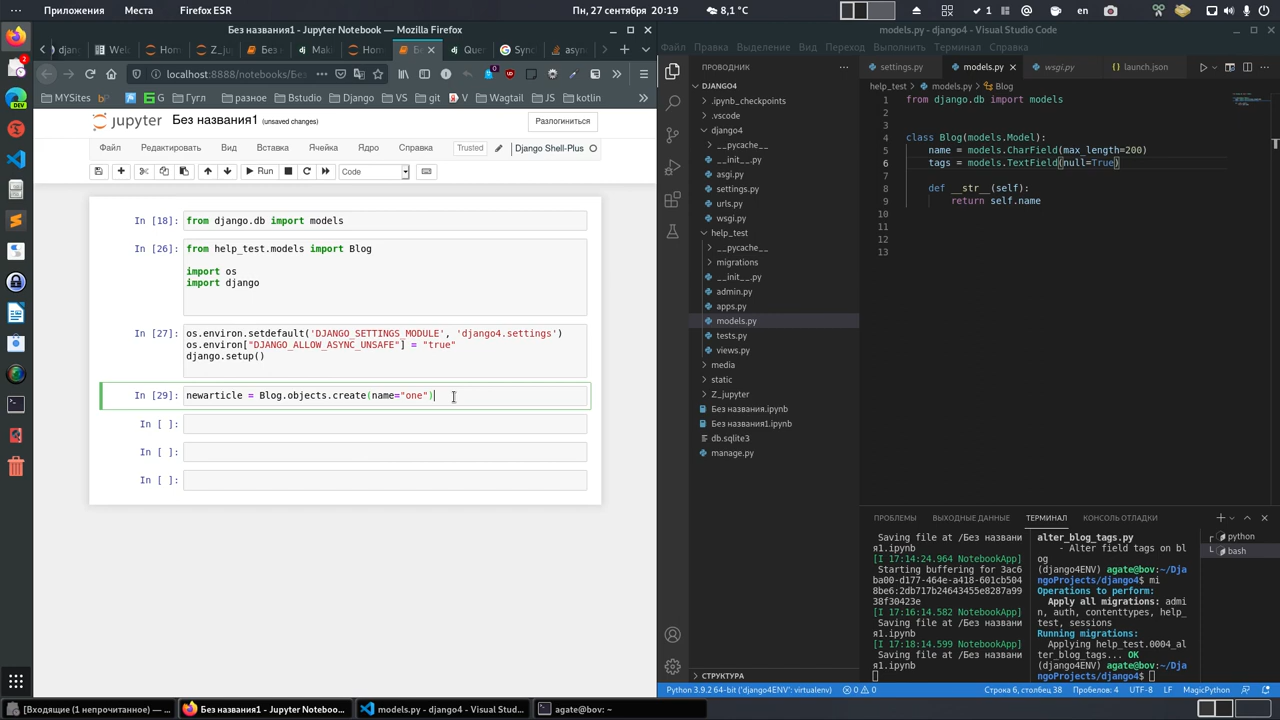 Приложения
Места
Firefox ESR
Пн, 27 сентября 20:19
8,1 °C
1
en
Без названия1 - Jupyter Notebook — Mozilla Firefox
models.py - django4 - Visual Studio Code
Файл Правка Выделение Вид Переход Выполнить Терминал Справка
localhost:8888/notebooks/Без
MYSites G Гугл разное Bstudio Django VS git Wagtail JS kotlin
jupyter Без названия1 (unsaved changes)
Разлогиниться
Файл Редактировать Вид Вставить Ячейка Ядро Справка
Trusted
Django Shell-Plus
Run
Code
In [18]: from django.db import models
In [26]: from help_test.models import Blog
import os
import django
In [27]: os.environ.setdefault('DJANGO_SETTINGS_MODULE', 'django4.settings')
os.environ["DJANGO_ALLOW_ASYNC_UNSAFE"] = "true"
django.setup()
In [29]: newarticle = Blog.objects.create(name="one")
In [ ]:
In [ ]:
In [ ]:
ПРОВОДНИК
DJANGO4
.ipynb_checkpoints
.vscode
django4
__pycache__
__init__.py
asgi.py
settings.py
urls.py
wsgi.py
help_test
__pycache__
migrations
__init__.py
admin.py
apps.py
models.py
tests.py
views.py
media
static
Z_jupyter
Без названия.ipynb
Без названия1.ipynb
db.sqlite3
manage.py
СТРУКТУРА
settings.py models.py wsgi.py launch.json
help_test models.py Blog
1 from django.db import models
2
3
4 class Blog(models.Model):
5 name = models.CharField(max_length=200)
6 tags = models.TextField(null=True)
7
8 def __str__(self):
9 return self.name
10
11
12
13
ПРОБЛЕМЫ ВЫХОДНЫЕ ДАННЫЕ ТЕРМИНАЛ КОНСОЛЬ ОТЛАДКИ
Saving file at /Без названи
я1.ipynb
[I 17:14:24.964 NotebookApp]
Starting buffering for 3ac6
ba00-d177-464e-a418-601cb504
8be6:2db717b24643455e8287a99
38f30423e
[I 17:16:14.582 NotebookApp]
Saving file at /Без названи
я1.ipynb
[I 17:18:14.599 NotebookApp]
Saving file at /Без названи
я1.ipynb
alter_blog_tags.py
- Alter field tags on bl
og
(django4ENV) agate@bov:~/Dja
ngoProjects/django4$ mi
Operations to perform:
Apply all migrations: admi
n, auth, contenttypes, help_
test, sessions
Running migrations:
Applying help_test.0004_al
ter_blog_tags... OK
(django4ENV) agate@bov:~/Dja
ngoProjects/django4$
python
bash
Python 3.9.2 64-bit ('django4ENV': virtualenv) 0 0
Строка 6, столбец 38 Пробелов: 4 UTF-8 LF MagicPython
[Входящие (1 непрочитанное) —...
Без названия1 - Jupyter Notebook...
models.py - django4 - Visual Stud...
agate@bov: ~